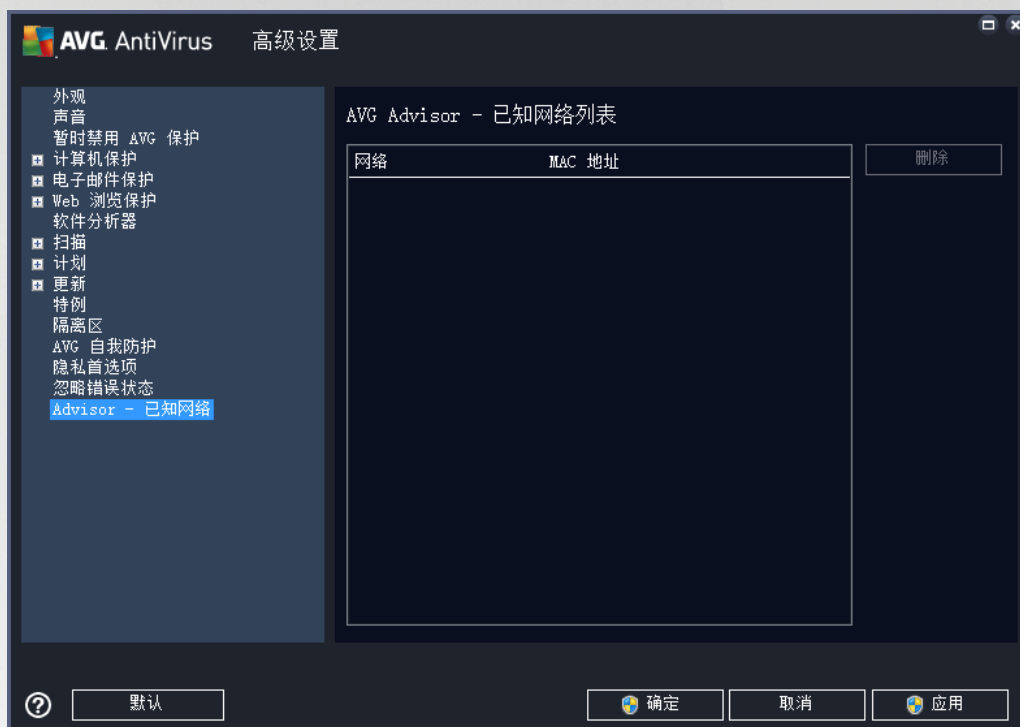 AVG. AntiVirus 高级设置
外观
声音
暂时禁用 AVG 保护
计算机保护
电子邮件保护
Web 浏览保护
软件分析器
扫描
计划
更新
特例
隔离区
AVG 自我防护
隐私首选项
忽略错误状态
Advisor - 已知网络
AVG Advisor - 已知网络列表
网络 MAC 地址
删除
默认 确定 取消 应用